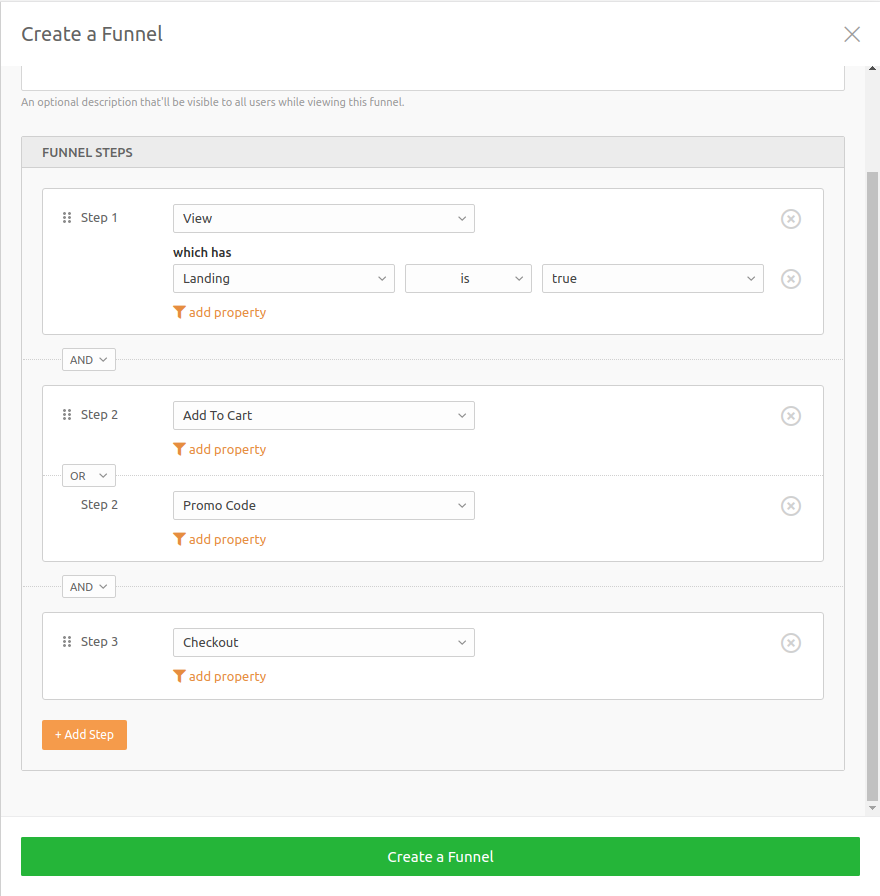 Create a Funnel
An optional description that'll be visible to all users while viewing this funnel.
FUNNEL STEPS
Step 1 View
which has
Landing is true
add property
AND
Step 2 Add To Cart
add property
OR
Step 2 Promo Code
add property
AND
Step 3 Checkout
add property
+ Add Step
Create a Funnel